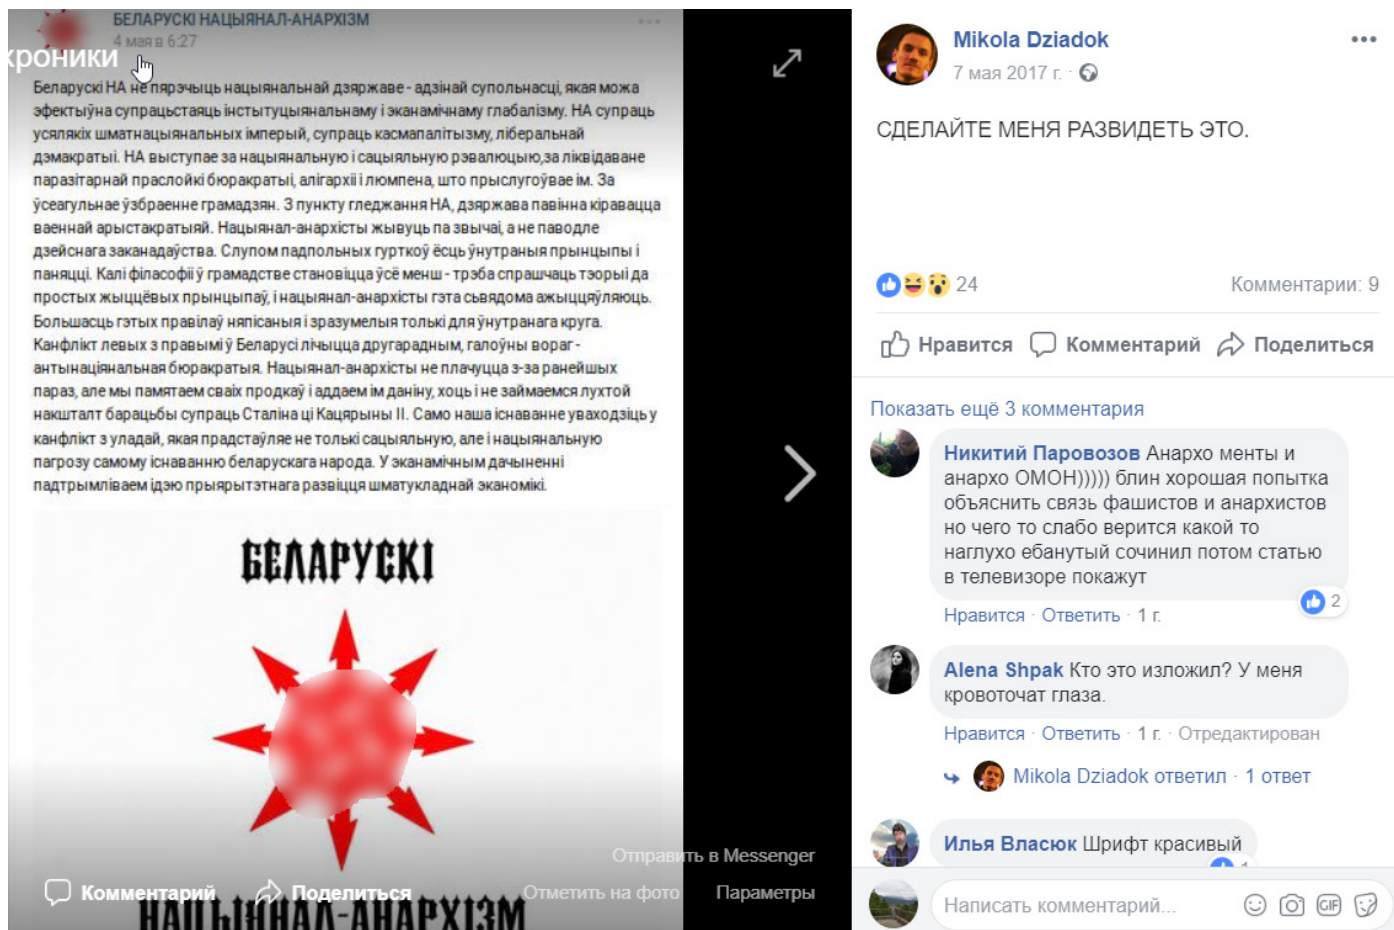 БЕЛАРУСКІ НАЦЫЯНАЛ-АНАРХІЗМ
4 мая в 6:27
хроники
Беларускі НА не пярэчыць нацыянальнай дзяржаве - адзінай супольнасці, якая можа
эфектыўна супрацьстаяць інстытуцыянальнаму і эканамічнаму глабалізму. НА супраць
усялякіх шматнацыянальных імперый, супраць касмапалітызму, ліберальнай
дэмакратыі. НА выступае за нацыянальную і сацыяльную рэвалюцыю,за ліквідаване
паразітарнай праслойкі бюракратыі, алігархіі і люмпена, што прыслугоўвае ім. За
ўсеагульнае ўзбраенне грамадзян. З пункту гледжання НА, дзяржава павінна кіравацца
ваеннай арыстакратыяй. Нацыянал-анархісты жывуць па звычаі, а не паводле
дзейснага заканадаўства. Слупом падпольных гурткоў ёсць ўнутраныя прынцыпы і
паняцці. Калі філасофіі ў грамадстве становіцца ўсё менш - трэба спрашчаць тэорыі да
простых жыццёвых прынцыпаў, і нацыянал-анархісты гэта сьвядома ажыццяўляюць.
Большасць гэтых правілаў няпісаныя і зразумелыя толькі для ўнутранага круга.
Канфлікт левых з правымі ў Беларусі лічыцца другарадным, галоўны вораг -
антынацыянальная бюракратыя. Нацыянал-анархісты не плачуцца з-за ранейшых
параз, але мы памятаем сваіх продкаў і аддаем ім даніну, хоць і не займаемся лухтой
накшталт барацьбы супраць Сталіна ці Кацярыны II. Само наша існаванне уваходзіць у
канфлікт з уладай, якая прадстаўляе не толькі сацыяльную, але і нацыянальную
пагрозу самому існаванню беларускага народа. У эканамічным дачыненні
падтрымліваем ідэю прыярытэтнага развіцця шматукладнай эканомікі.
БЕЛАРУСКІ
НАЦЫЯНАЛ-АНАРХІЗМ
Отправить в Messenger
Комментарий Поделиться Отметить на фото Параметры
Mikola Dziadok
7 мая 2017 г. ·
СДЕЛАЙТЕ МЕНЯ РАЗВИДЕТЬ ЭТО.
24 Комментарии: 9
Нравится Комментарий Поделиться
Показать ещё 3 комментария
Никитий Паровозов Анархо менты и
анархо ОМОН))))) блин хорошая попытка
объяснить связь фашистов и анархистов
но чего то слабо верится какой то
наглухо ебанутый сочинил потом статью
в телевизоре покажут
2
Нравится · Ответить · 1 г.
Alena Shpak Кто это изложил? У меня
кровоточат глаза.
Нравится · Ответить · 1 г. · Отредактирован
Mikola Dziadok ответил · 1 ответ
Илья Власюк Шрифт красивый
1
Написать комментарий...
GIF